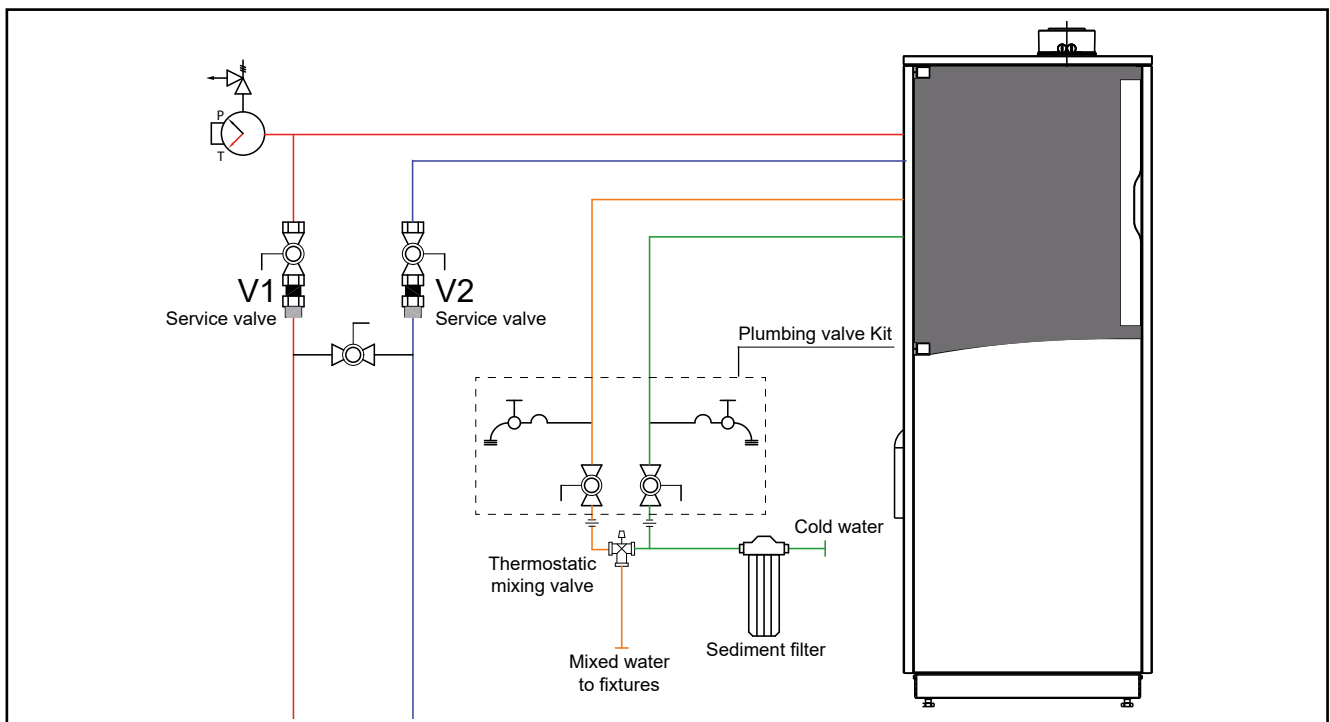 P
T
V1
Service valve
V2
Service valve
Plumbing valve Kit
Cold water
Thermostatic
mixing valve
Sediment filter
Mixed water
to fixtures